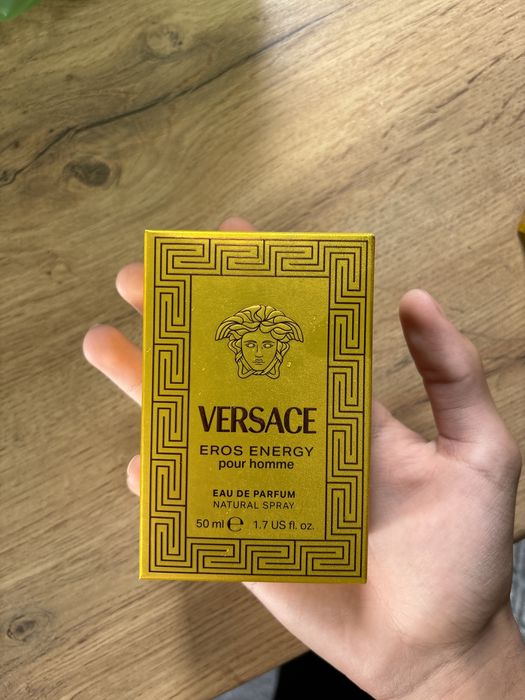 VERSACE
EROS ENERGY
pour homme
EAU DE PARFUM
NATURAL SPRAY
50 ml ℮ 1.7 US fl. oz.